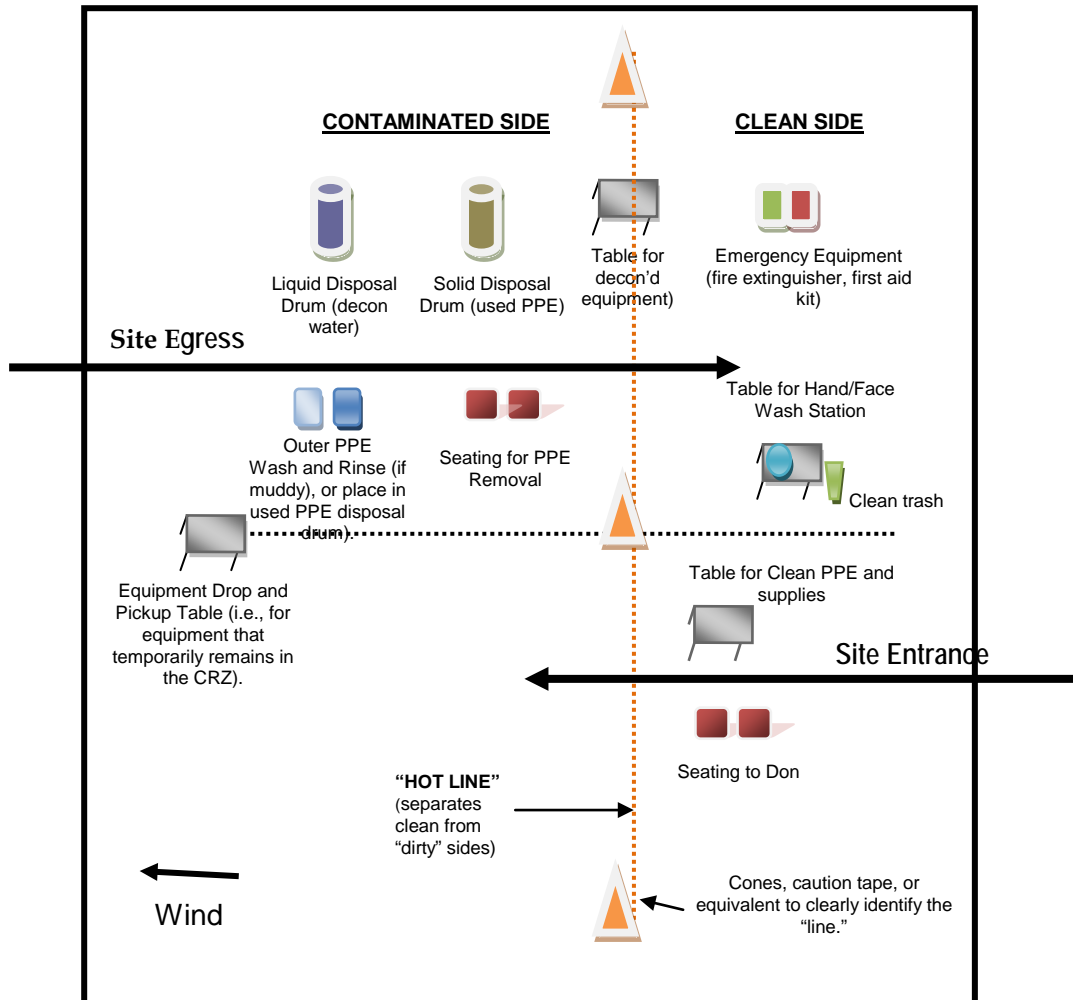 CONTAMINATED SIDE
CLEAN SIDE
Liquid Disposal
Drum (decon
water)
Solid Disposal
Drum (used PPE)
Table for
decon'd
equipment)
Emergency Equipment
(fire extinguisher, first aid
kit)
Site Egress
Outer PPE
Wash and Rinse (if
muddy), or place in
used PPE disposal
drum).
Seating for PPE
Removal
Table for Hand/Face
Wash Station
Clean trash
Equipment Drop and
Pickup Table (i.e., for
equipment that
temporarily remains in
the CRZ).
Table for Clean PPE and
supplies
Site Entrance
Seating to Don
“HOT LINE”
(separates
clean from
“dirty” sides)
Wind
Cones, caution tape, or
equivalent to clearly identify the
“line.”